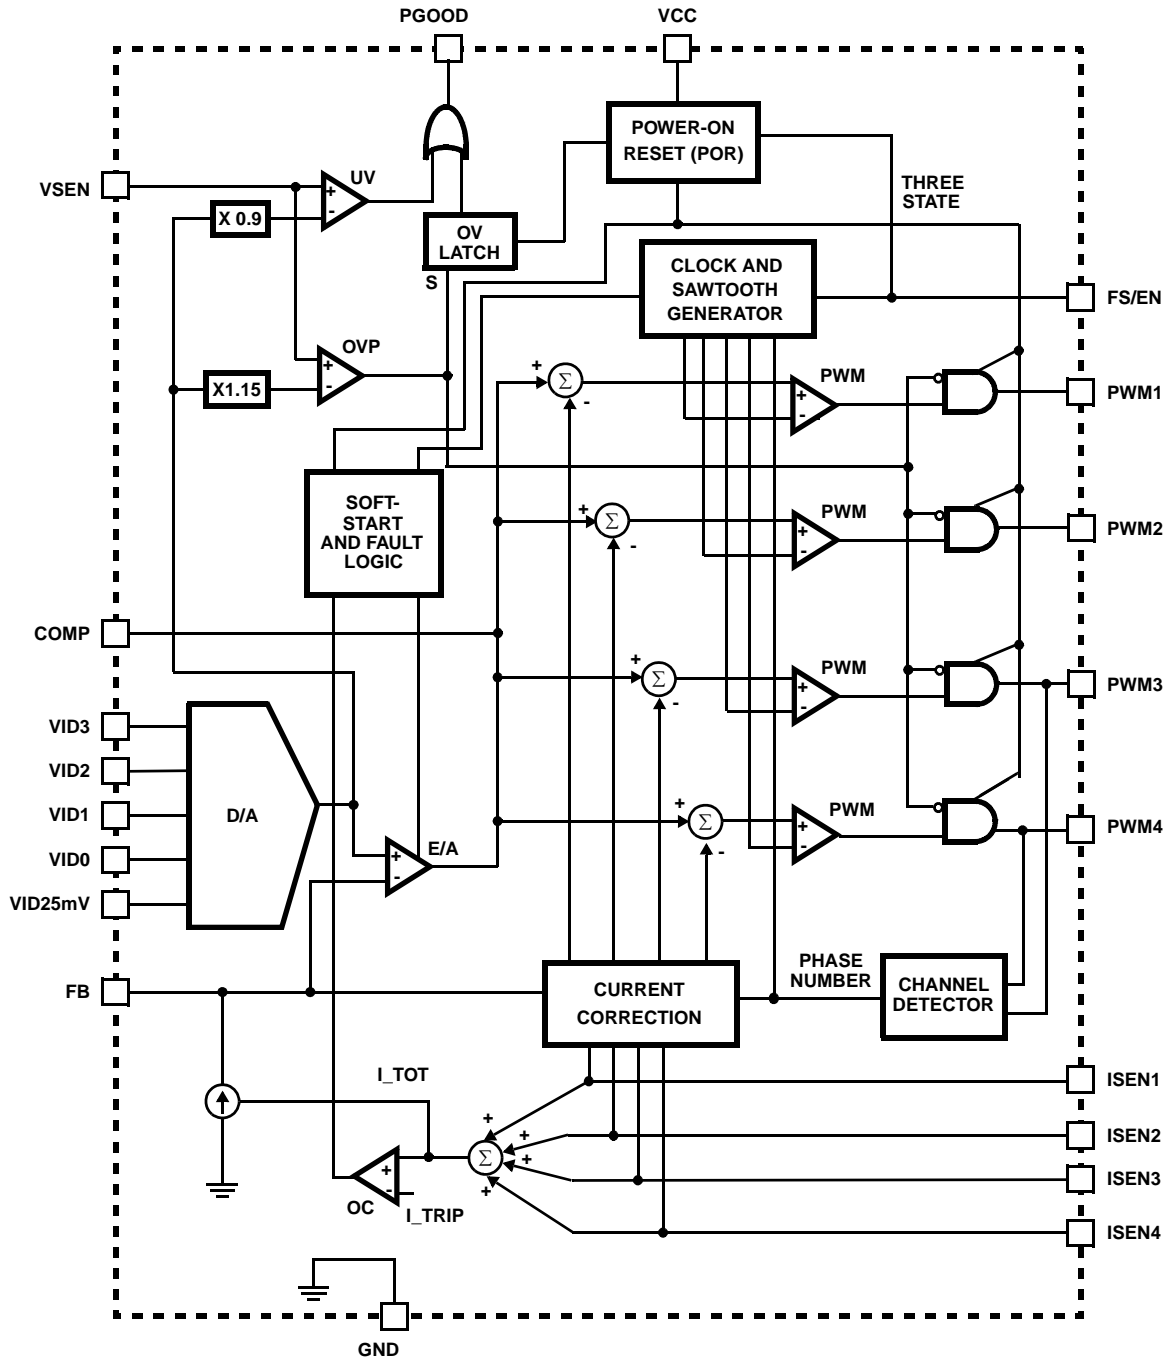 PGOOD
VCC
POWER-ON
RESET (POR)
THREE
STATE
VSEN
UV
+
-
X 0.9
OV
LATCH
S
CLOCK AND
SAWTOOTH
GENERATOR
FS/EN
OVP
+
-
X1.15
+
Σ
-
PWM
+
-
PWM1
SOFT-
START
AND FAULT
LOGIC
+
Σ
-
PWM
+
-
PWM2
COMP
+
Σ
-
PWM
+
-
PWM3
VID3
VID2
VID1
VID0
VID25mV
D/A
E/A
+
-
+
Σ
-
PWM
+
-
PWM4
FB
CURRENT
CORRECTION
PHASE
NUMBER
CHANNEL
DETECTOR
I_TOT
ISEN1
+
+
+
+
Σ
ISEN2
ISEN3
+
-
OC
I_TRIP
ISEN4
GND